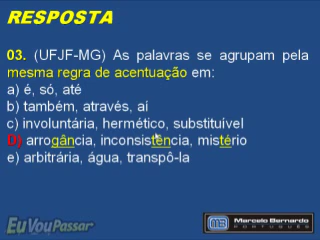 RESPOSTA
03. (UFJF-MG) As palavras se agrupam pela
mesma regra de acentuação em:
a) é, só, até
b) também, através, aí
c) involuntária, hermético, substituível
D) arrogância, inconsistência, mistério
e) arbitrária, água, transpô-la
EuVouPassar
Marcelo Bernardo
PORTUGUÊS